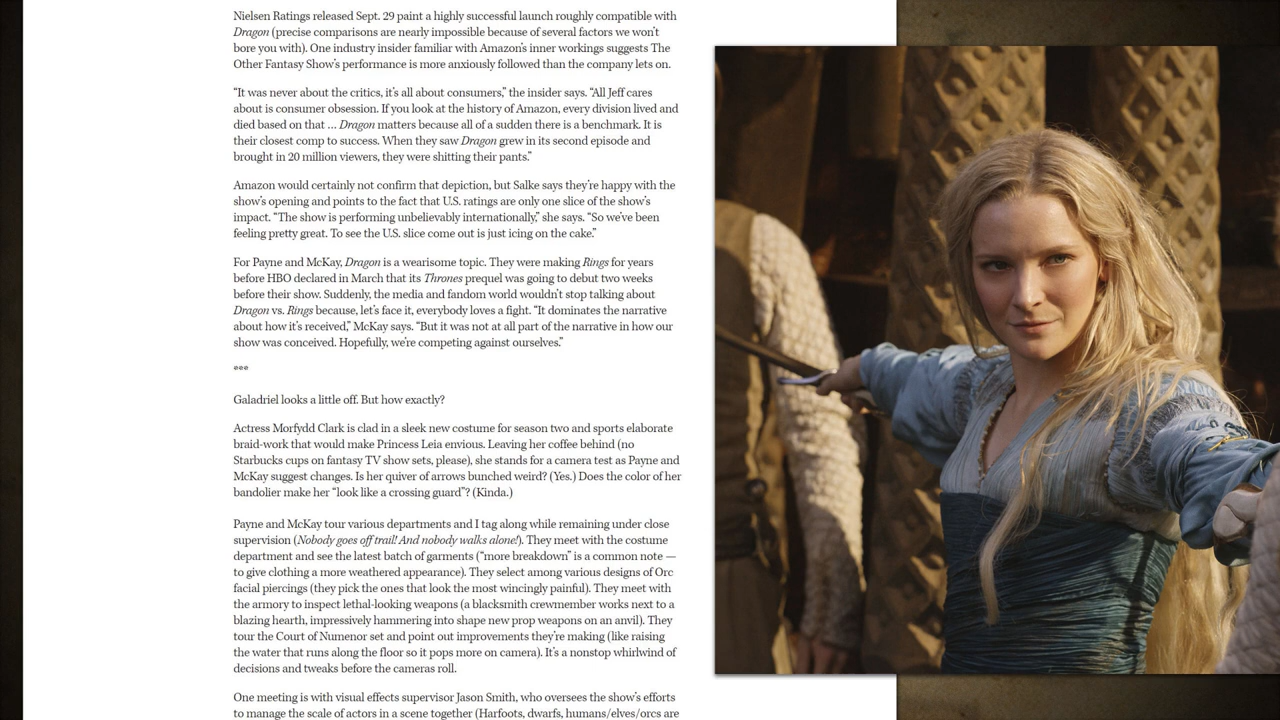 Nielsen Ratings released Sept. 29 paint a highly successful launch roughly compatible with
Dragon (precise comparisons are nearly impossible because of several factors we won't
bore you with). One industry insider familiar with Amazon's inner workings suggests The
Other Fantasy Show's performance is more anxiously followed than the company lets on.
“It was never about the critics, it's all about consumers,” the insider says. “All Jeff cares
about is consumer obsession. If you look at the history of Amazon, every division lived and
died based on that … Dragon matters because all of a sudden there is a benchmark. It is
their closest comp to success. When they saw Dragon grew in its second episode and
brought in 20 million viewers, they were shitting their pants.”
Amazon would certainly not confirm that depiction, but Salke says they're happy with the
show's opening and points to the fact that U.S. ratings are only one slice of the show's
impact. “The show is performing unbelievably internationally,” she says. “So we've been
feeling pretty great. To see the U.S. slice come out is just icing on the cake.”
For Payne and McKay, Dragon is a wearisome topic. They were making Rings for years
before HBO declared in March that its Thrones prequel was going to debut two weeks
before their show. Suddenly, the media and fandom world wouldn't stop talking about
Dragon vs. Rings because, let's face it, everybody loves a fight. “It dominates the narrative
about how it's received,” McKay says. “But it was not at all part of the narrative in how our
show was conceived. Hopefully, we're competing against ourselves.”
***
Galadriel looks a little off. But how exactly?
Actress Morfydd Clark is clad in a sleek new costume for season two and sports elaborate
braid-work that would make Princess Leia envious. Leaving her coffee behind (no
Starbucks cups on fantasy TV show sets, please), she stands for a camera test as Payne and
McKay suggest changes. Is her quiver of arrows bunched weird? (Yes.) Does the color of her
bandolier make her “look like a crossing guard”? (Kinda.)
Payne and McKay tour various departments and I tag along while remaining under close
supervision (Nobody goes off trail! And nobody walks alone!). They meet with the costume
department and see the latest batch of garments (“more breakdown” is a common note —
to give clothing a more weathered appearance). They select among various designs of Orc
facial piercings (they pick the ones that look the most wincingly painful). They meet with
the armory to inspect lethal-looking weapons (a blacksmith crewmember works next to a
blazing hearth, impressively hammering into shape new prop weapons on an anvil). They
tour the Court of Numenor set and point out improvements they're making (like raising
the water that runs along the floor so it pops more on camera). It's a nonstop whirlwind of
decisions and tweaks before the cameras roll.
One meeting is with visual effects supervisor Jason Smith, who oversees the show's efforts
to manage the scale of actors in a scene together (Harfoots, dwarfs, humans/elves/orcs are